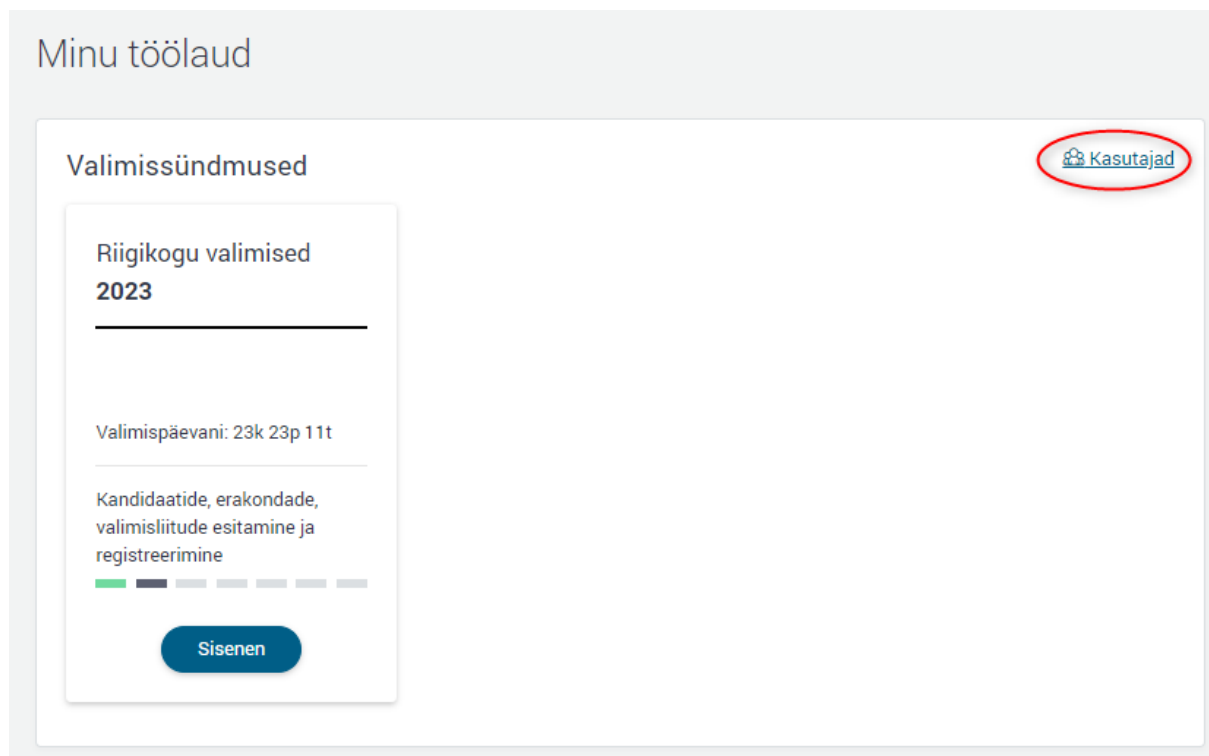 Minu töölaud
Valimissündmused
Kasutajad
Riigikogu valimised
2023
Valimispäevani: 23k 23p 11t
Kandidaatide, erakondade,
valimisliitude esitamine ja
registreerimine
Sisenen